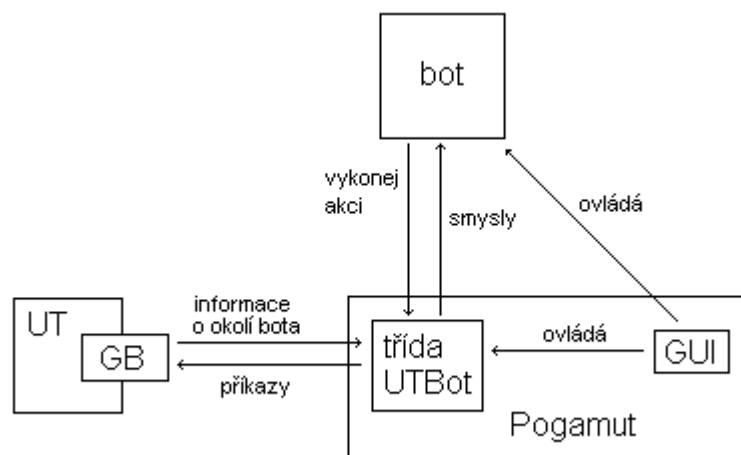 bot
vykonej
akci
smysly
ovládá
informace
o okolí bota
UT
GB
příkazy
třída
UTBot
ovládá
GUI
Pogamut